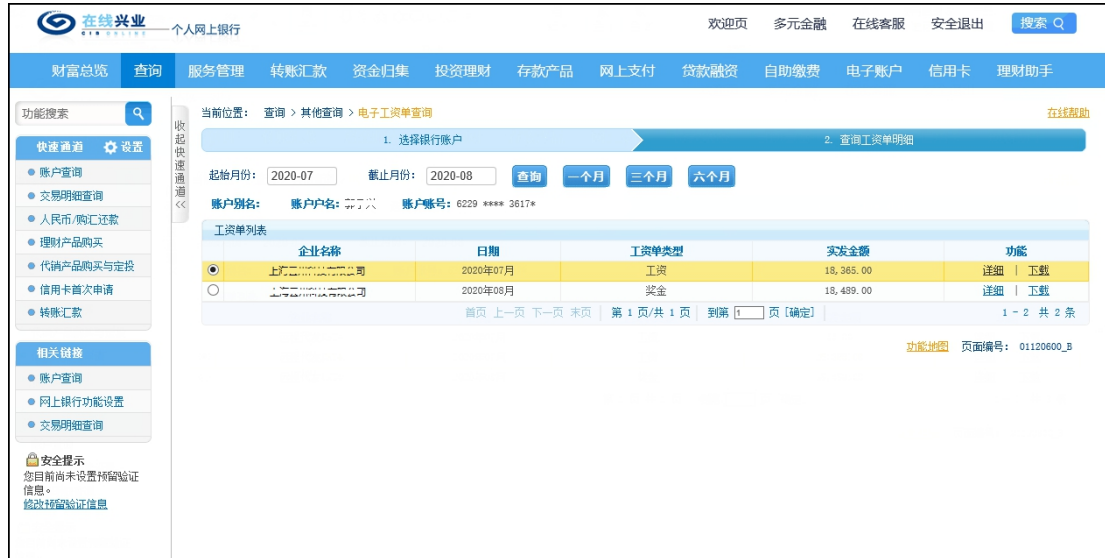 在线兴业
CIB ONLINE
个人网上银行
欢迎页 多元金融 在线客服 安全退出 搜索
财富总览 查询 服务管理 转账汇款 资金归集 投资理财 存款产品 网上支付 贷款融资 自助缴费 电子账户 信用卡 理财助手
功能搜索
快速通道 设置
账户查询
交易明细查询
人民币/购汇还款
理财产品购买
代销产品购买与定投
信用卡首次申请
转账汇款
相关链接
账户查询
网上银行功能设置
交易明细查询
安全提示
您目前尚未设置预留验证
信息。
修改预留验证信息
收起快速通道 <<
当前位置: 查询 > 其他查询 > 电子工资单查询 在线帮助
1. 选择银行账户 2. 查询工资单明细
起始月份: 2020-07 截止月份: 2020-08 查询 一个月 三个月 六个月
账户别名: 账户户名: 账户账号: 6229 **** 3617*
工资单列表
企业名称 日期 工资单类型 实发金额 功能
2020年07月 工资 18,365.00 详细 | 下载
2020年08月 奖金 18,489.00 详细 | 下载
首页 上一页 下一页 末页 第 1 页/共 1 页 到第 1 页 [确定] 1 - 2 共 2 条
功能地图 页面编号: 01120600_B